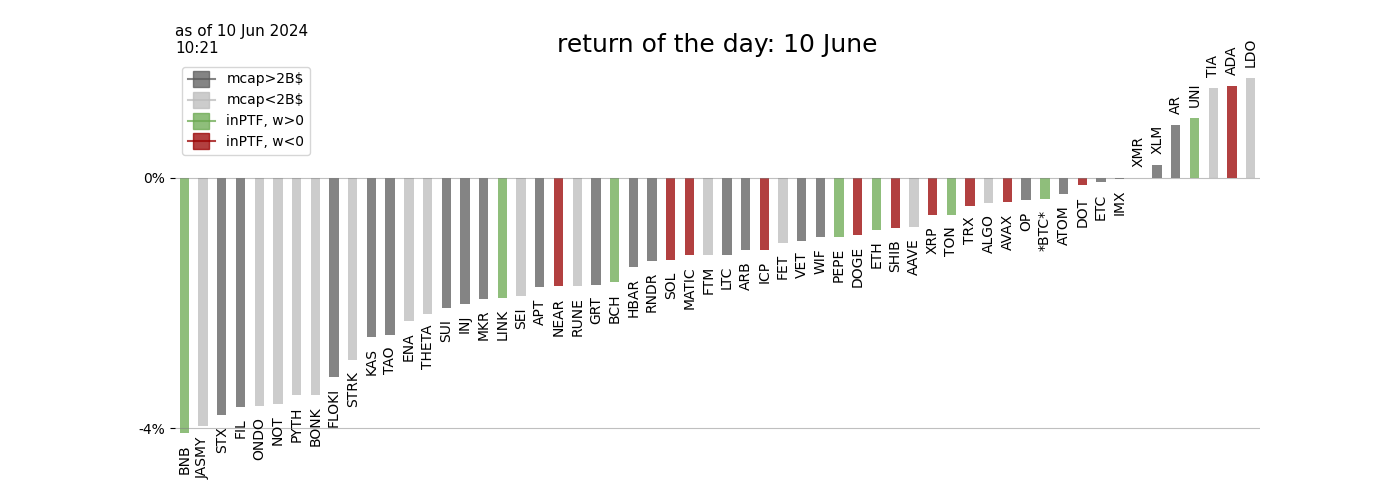 as of 10 Jun 2024
10:21
return of the day: 10 June
mcap>2B$
mcap<2B$
inPTF, w>0
inPTF, w<0
0%
-4%
BNB
JASMY
STX
FIL
ONDO
NOT
PYTH
BONK
FLOKI
STRK
KAS
TAO
ENA
THETA
SUI
INJ
MKR
LINK
SEI
APT
NEAR
RUNE
GRT
BCH
HBAR
RNDR
SOL
MATIC
FTM
LTC
ARB
ICP
FET
VET
WIF
PEPE
DOGE
ETH
SHIB
AAVE
XRP
TON
TRX
ALGO
AVAX
OP
*BTC*
ATOM
DOT
ETC
IMX
XMR
XLM
AR
UNI
TIA
ADA
LDO